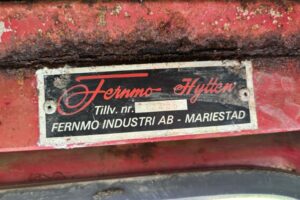 Fernmo-Hytten
Tillv. nr.
FERNMO INDUSTRI AB - MARIESTAD